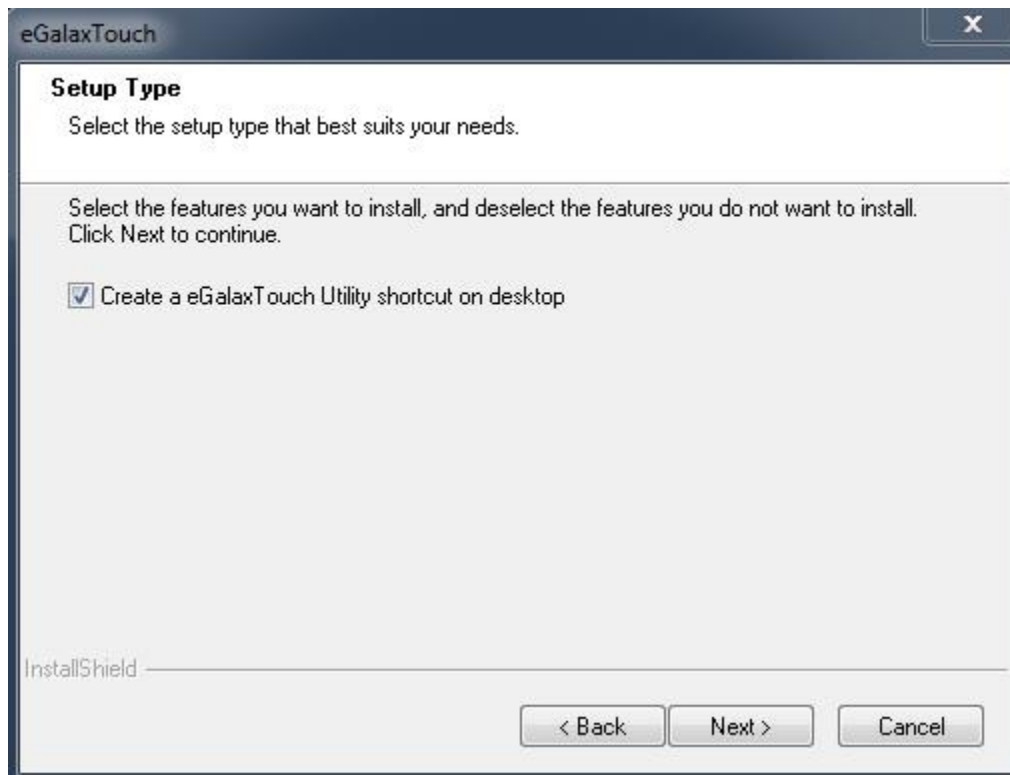 eGalaxTouch
Setup Type
Select the setup type that best suits your needs.
Select the features you want to install, and deselect the features you do not want to install.
Click Next to continue.
Create a eGalaxTouch Utility shortcut on desktop
InstallShield
< Back
Next >
Cancel